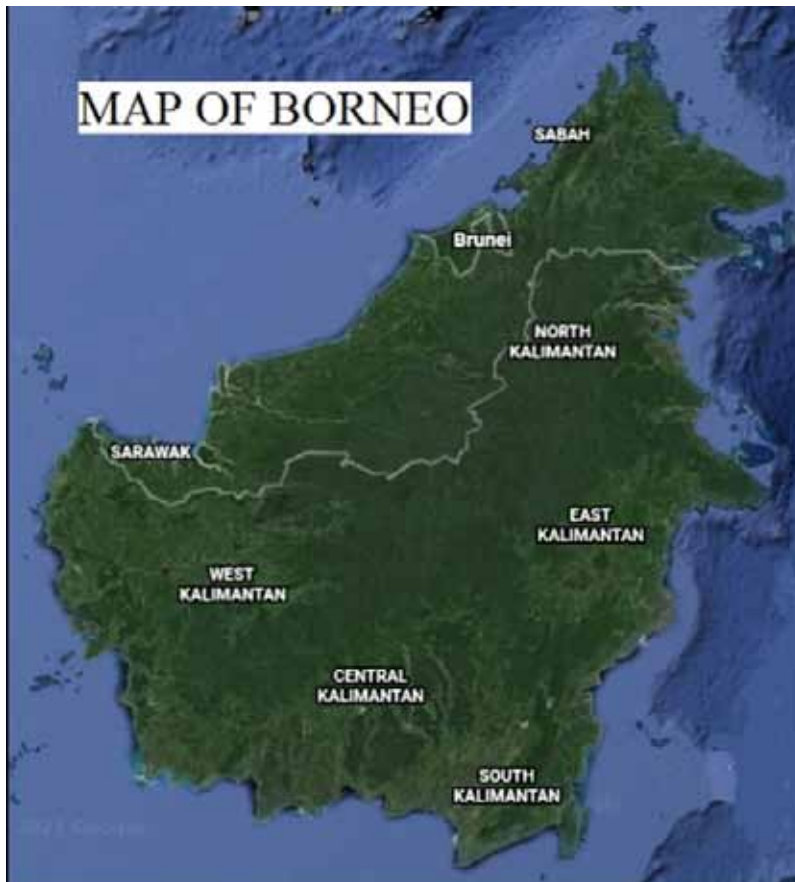 MAP OF BORNEO
SABAH
Brunei
NORTH
KALIMANTAN
SARAWAK
EAST
KALIMANTAN
WEST
KALIMANTAN
CENTRAL
KALIMANTAN
SOUTH
KALIMANTAN